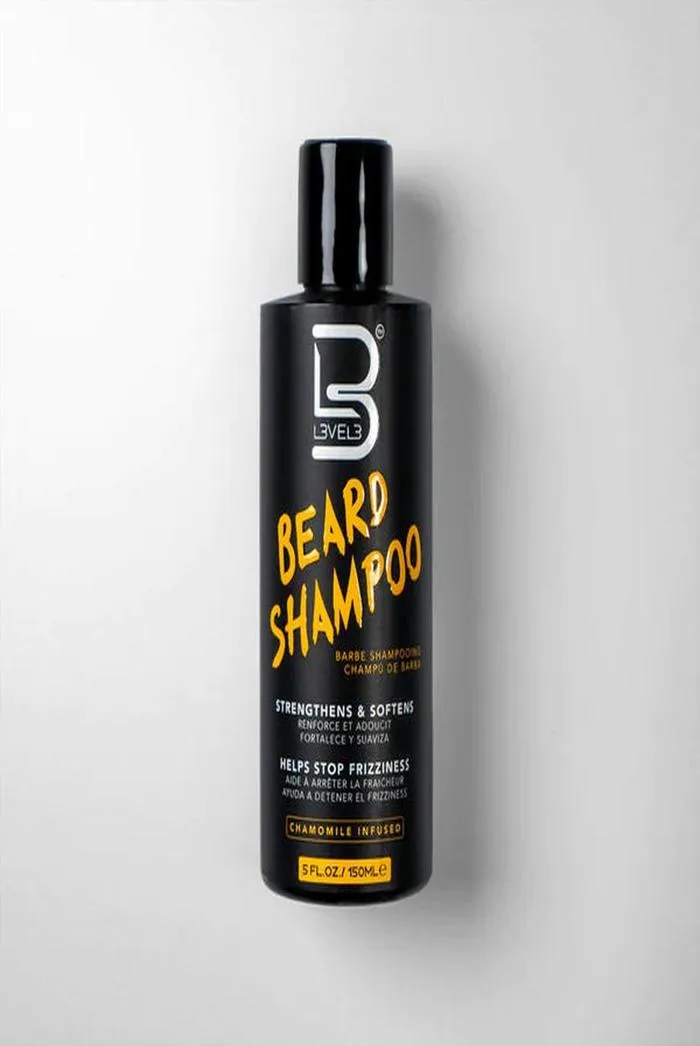 L3VEL3
BEARD
SHAMPOO
BARBE SHAMPOOING
CHAMPÚ DE BARBA
STRENGTHENS & SOFTENS
RENFORCE ET ADOUCIT
FORTALECE Y SUAVIZA
HELPS STOP FRIZZINESS
AIDE À ARRÊTER LA FRAICHEUR
AYUDA A DETENER EL FRIZZINESS
CHAMOMILE INFUSED
5 FL.OZ./ 150ML℮